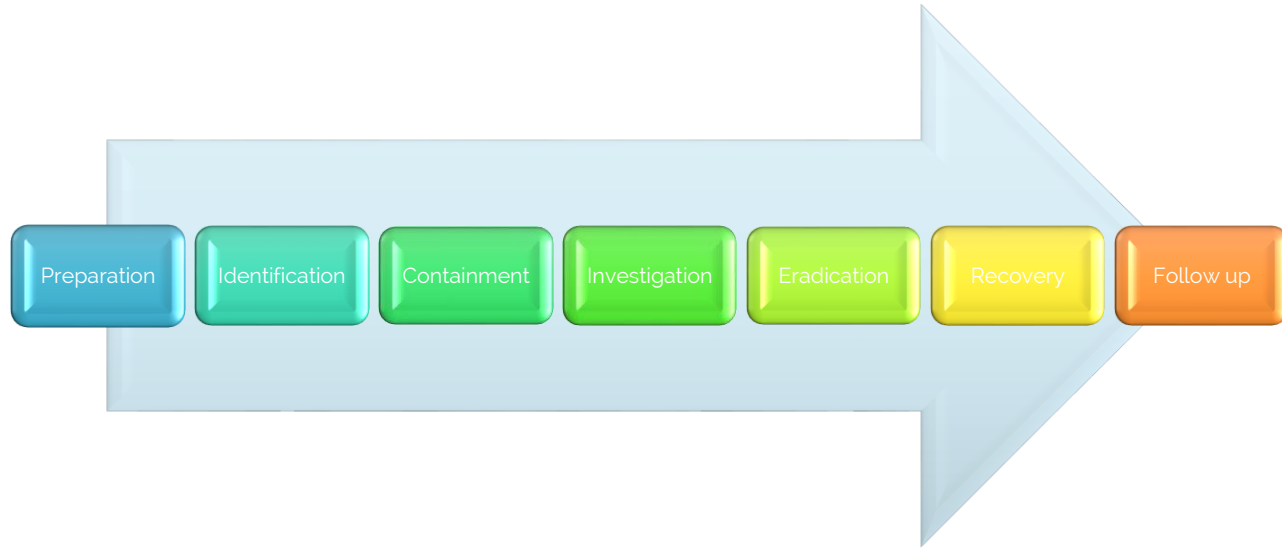 Preparation
Identification
Containment
Investigation
Eradication
Recovery
Follow up